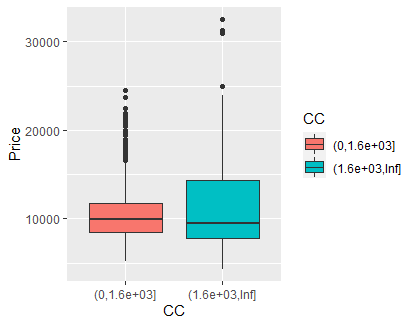 30000
20000
10000
Price
(0,1.6e+03]
(1.6e+03,Inf]
CC
CC
(0,1.6e+03]
(1.6e+03,Inf]